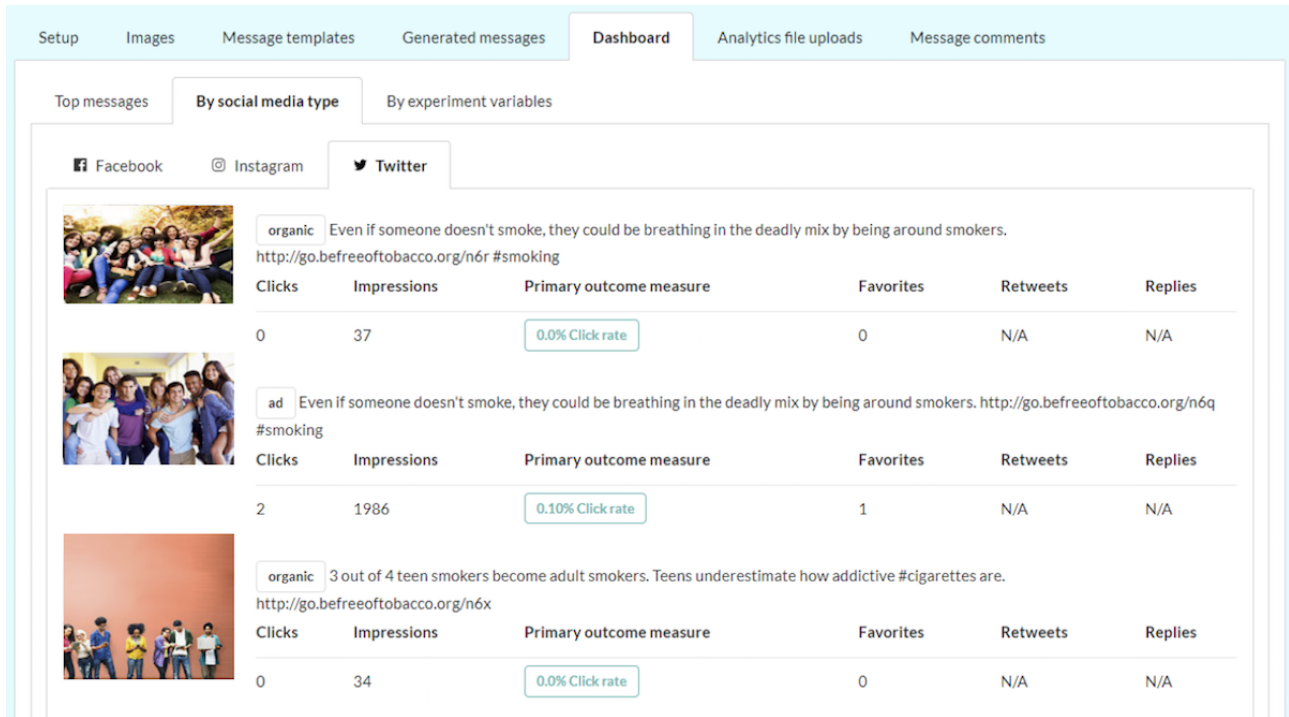 Setup Images Message templates Generated messages Dashboard Analytics file uploads Message comments
Top messages By social media type By experiment variables
Facebook Instagram Twitter
organic Even if someone doesn't smoke, they could be breathing in the deadly mix by being around smokers.
http://go.befreeoftobacco.org/n6r #smoking
Clicks Impressions Primary outcome measure Favorites Retweets Replies
0 37 0.0% Click rate 0 N/A N/A
ad Even if someone doesn't smoke, they could be breathing in the deadly mix by being around smokers. http://go.befreeoftobacco.org/n6q
#smoking
Clicks Impressions Primary outcome measure Favorites Retweets Replies
2 1986 0.10% Click rate 1 N/A N/A
organic 3 out of 4 teen smokers become adult smokers. Teens underestimate how addictive #cigarettes are.
http://go.befreeoftobacco.org/n6x
Clicks Impressions Primary outcome measure Favorites Retweets Replies
0 34 0.0% Click rate 0 N/A N/A